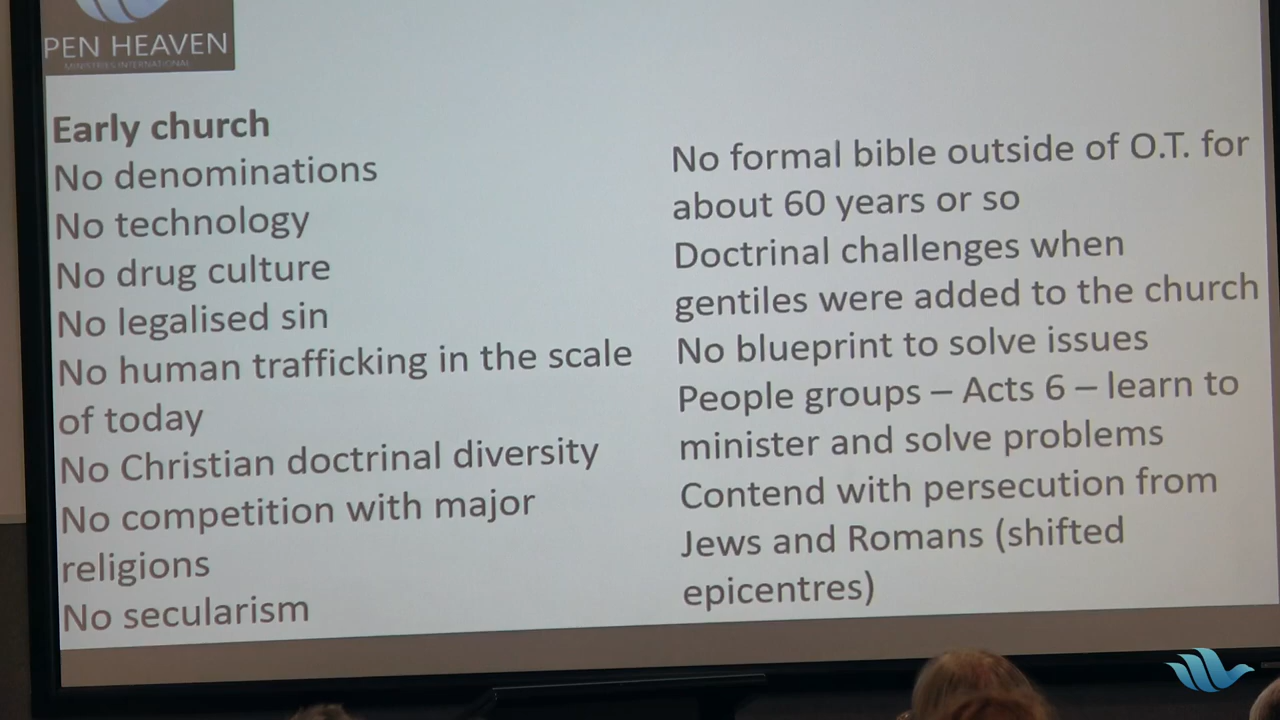 PEN HEAVEN
MINISTRIES INTERNATIONAL
Early church
No denominations
No technology
No drug culture
No legalised sin
No human trafficking in the scale
of today
No Christian doctrinal diversity
No competition with major
religions
No secularism
No formal bible outside of O.T. for
about 60 years or so
Doctrinal challenges when
gentiles were added to the church
No blueprint to solve issues
People groups – Acts 6 – learn to
minister and solve problems
Contend with persecution from
Jews and Romans (shifted
epicentres)